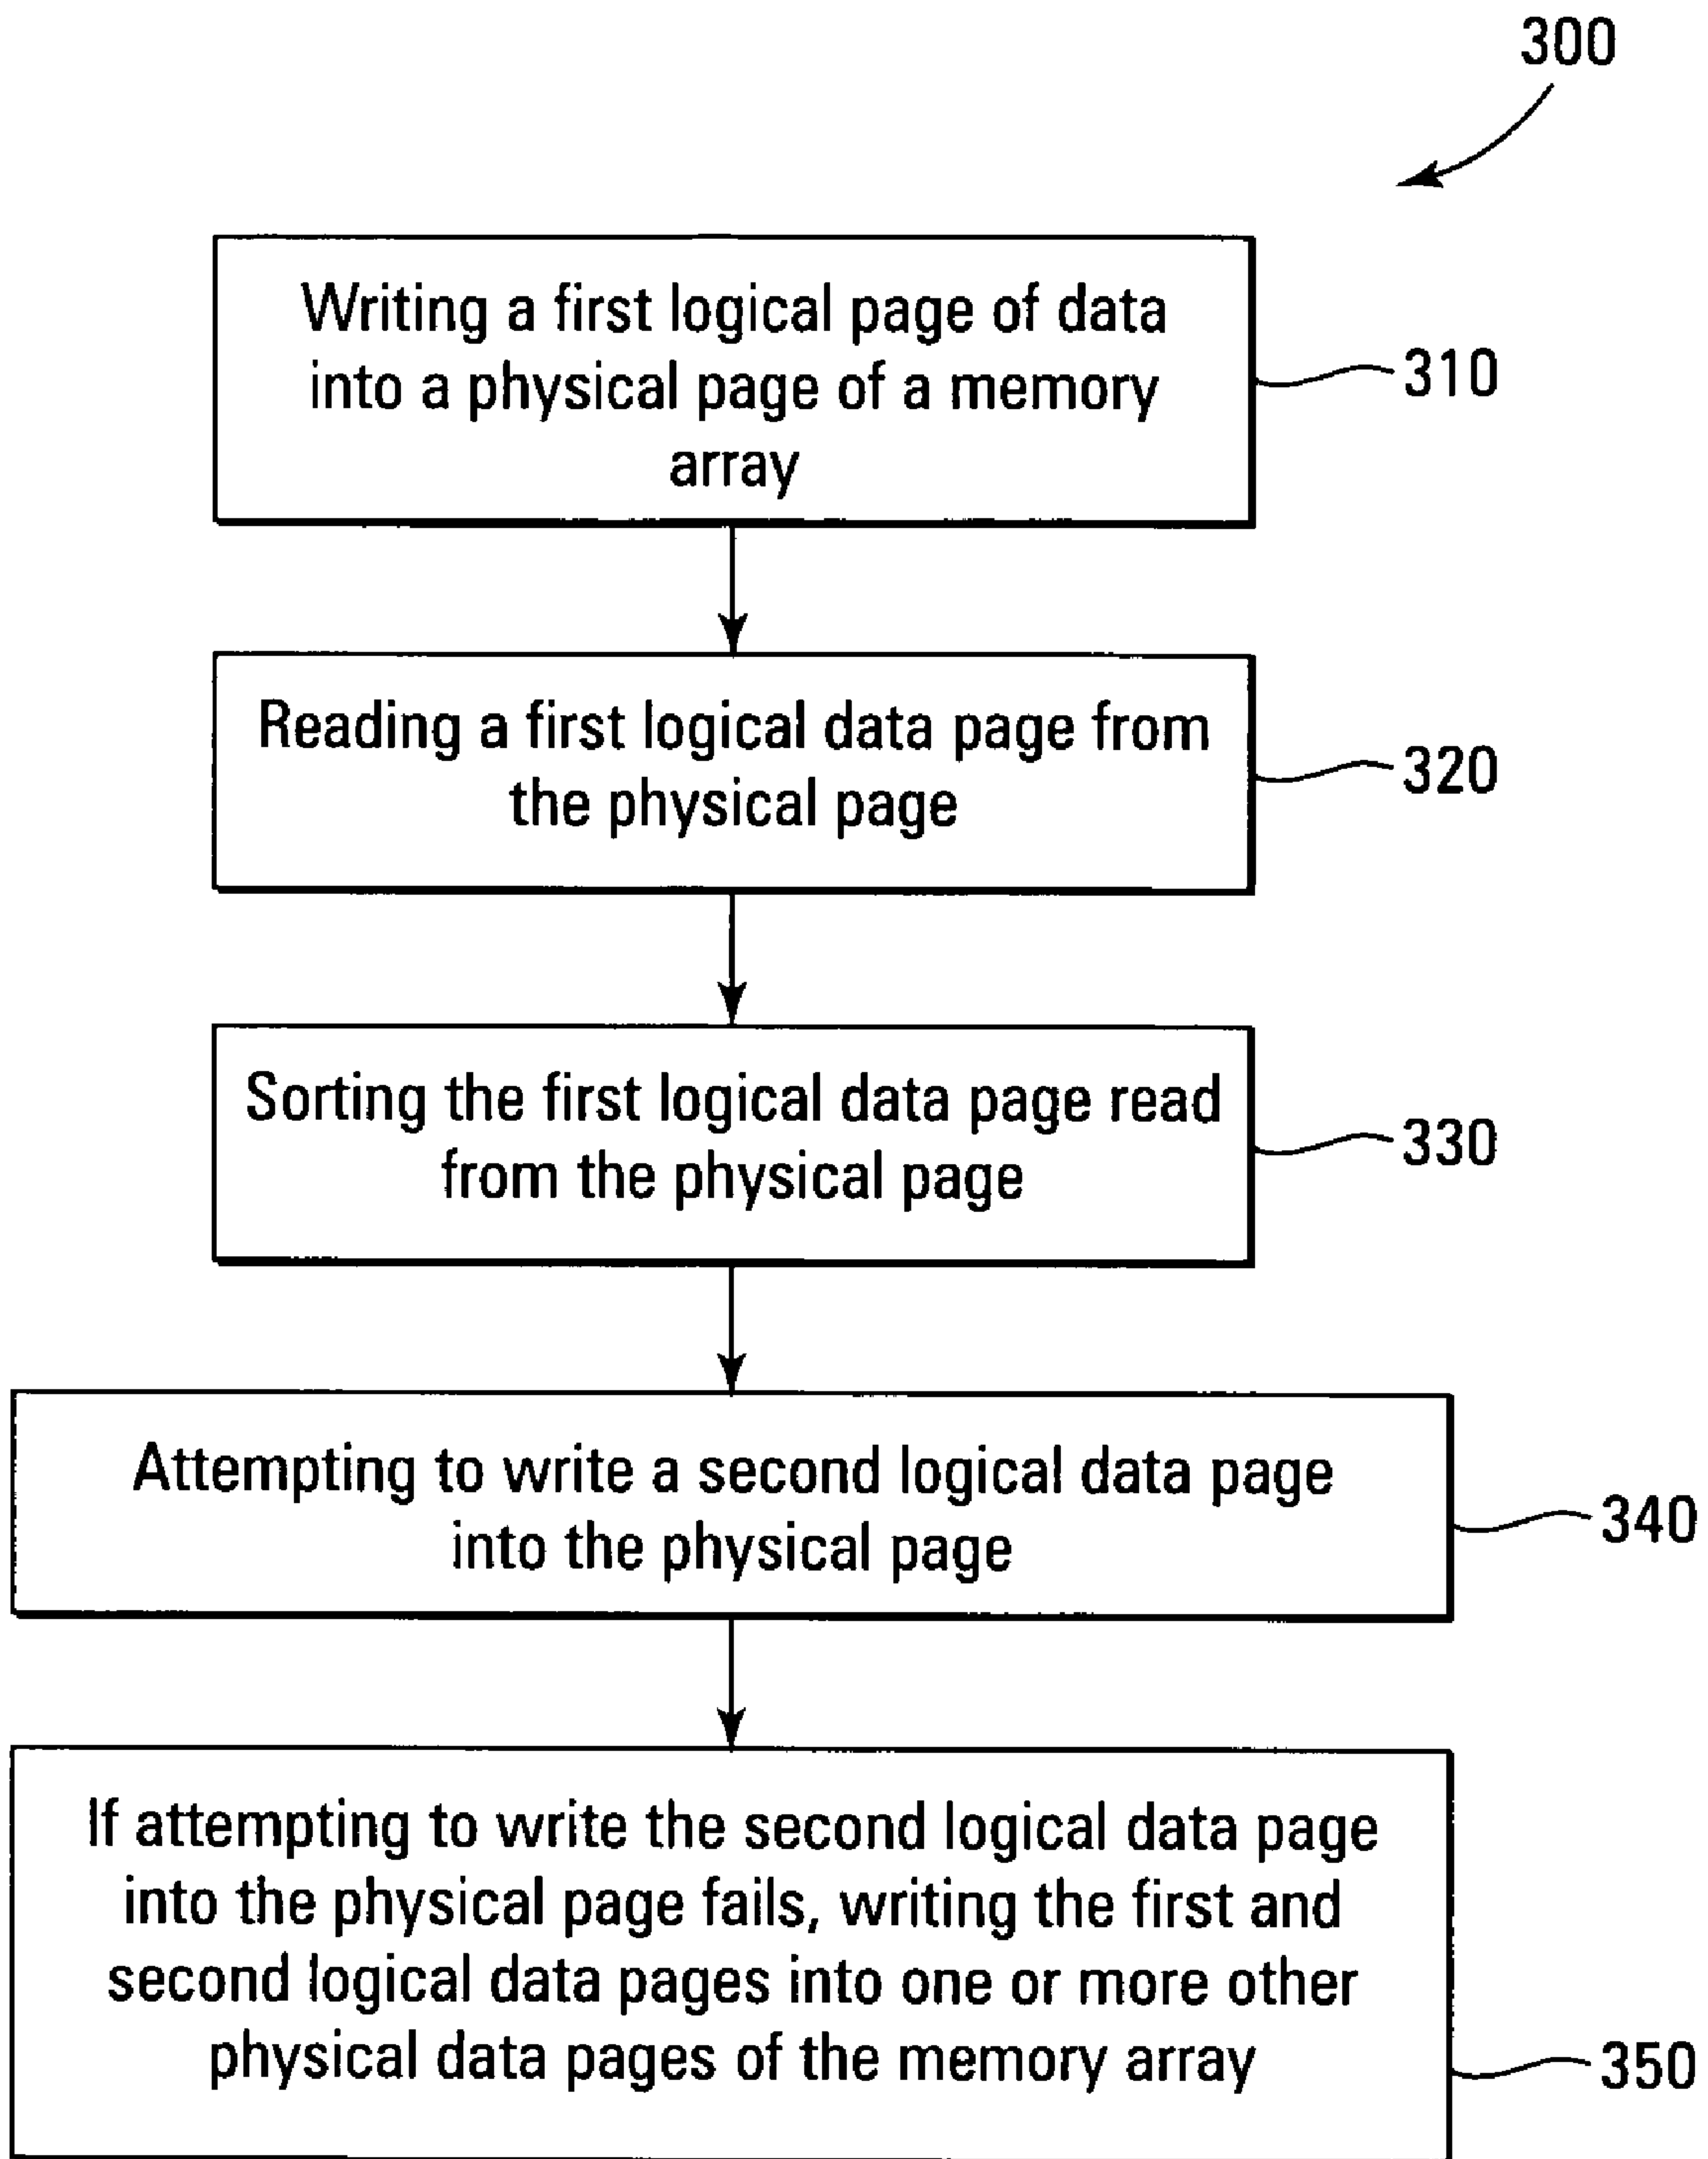 300
Writing a first logical page of data
into a physical page of a memory
array
310
Reading a first logical data page from
the physical page
320
Sorting the first logical data page read
from the physical page
330
Attempting to write a second logical data page
into the physical page
340
If attempting to write the second logical data page
into the physical page fails, writing the first and
second logical data pages into one or more other
physical data pages of the memory array
350